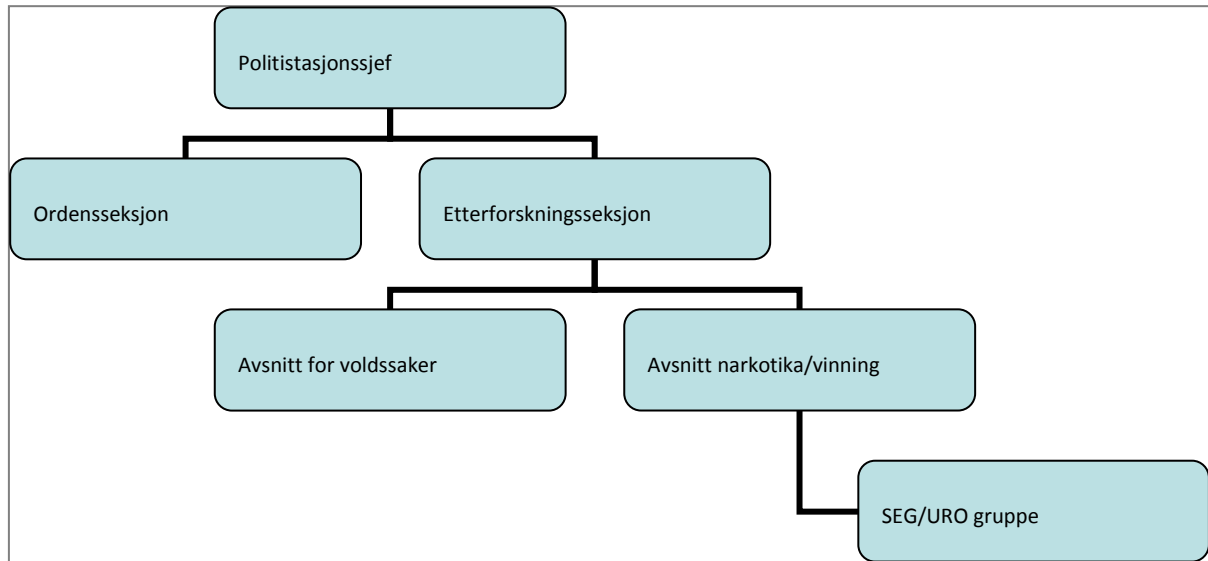 Politistasjonssjef
Ordensseksjon
Etterforskningsseksjon
Avsnitt for voldssaker
Avsnitt narkotika/vinning
SEG/URO gruppe